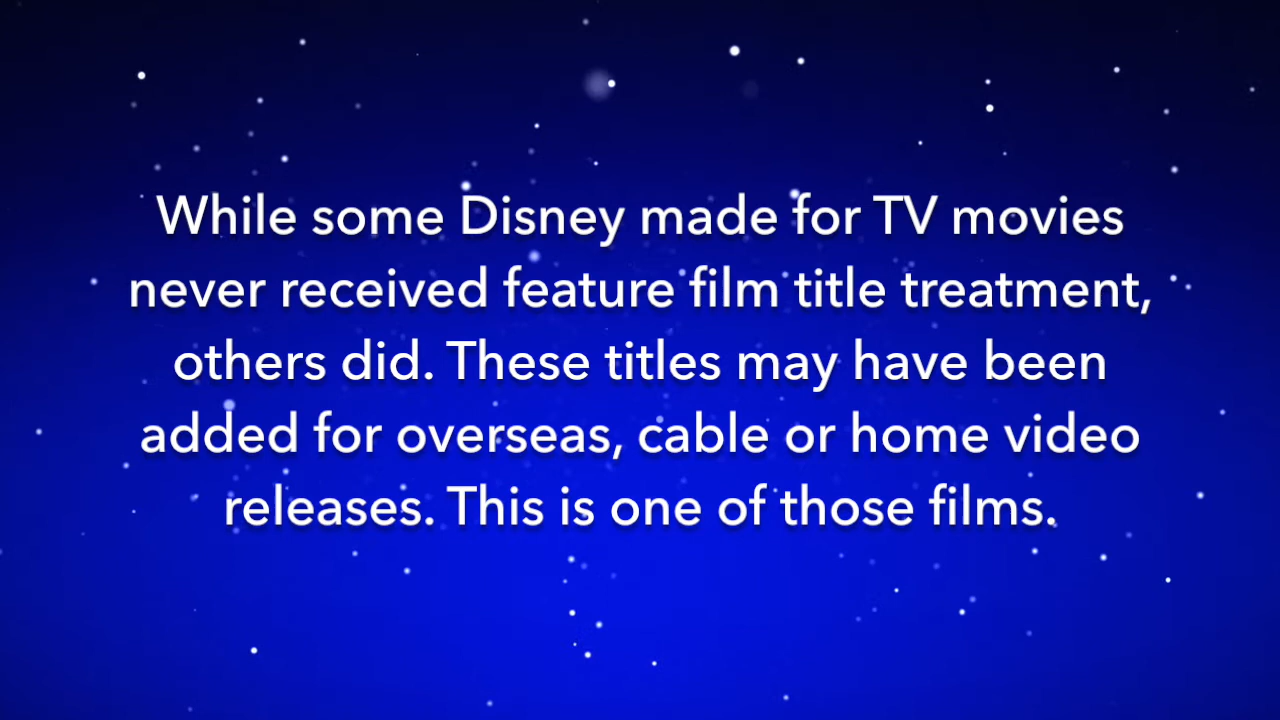 While some Disney made for TV movies
never received feature film title treatment,
others did. These titles may have been
added for overseas, cable or home video
releases. This is one of those films.